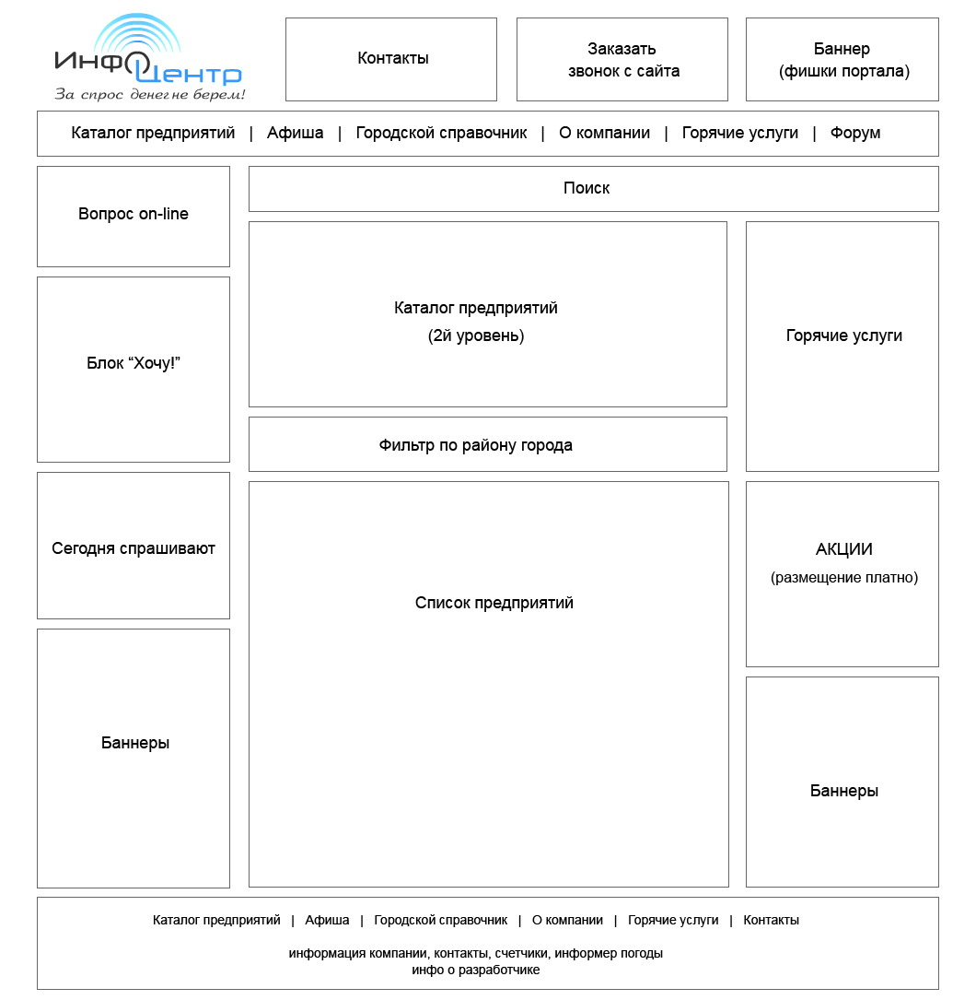 ИнфоЦентр
За спрос денег не берем!
Контакты
Заказать
звонок с сайта
Баннер
(фишки портала)
Каталог предприятий | Афиша | Городской справочник | О компании | Горячие услуги | Форум
Вопрос on-line
Поиск
Каталог предприятий
(2й уровень)
Горячие услуги
Блок “Хочу!”
Фильтр по району города
Сегодня спрашивают
АКЦИИ
(размещение платно)
Список предприятий
Баннеры
Баннеры
Каталог предприятий | Афиша | Городской справочник | О компании | Горячие услуги | Контакты
информация компании, контакты, счетчики, информер погоды
инфо о разработчике